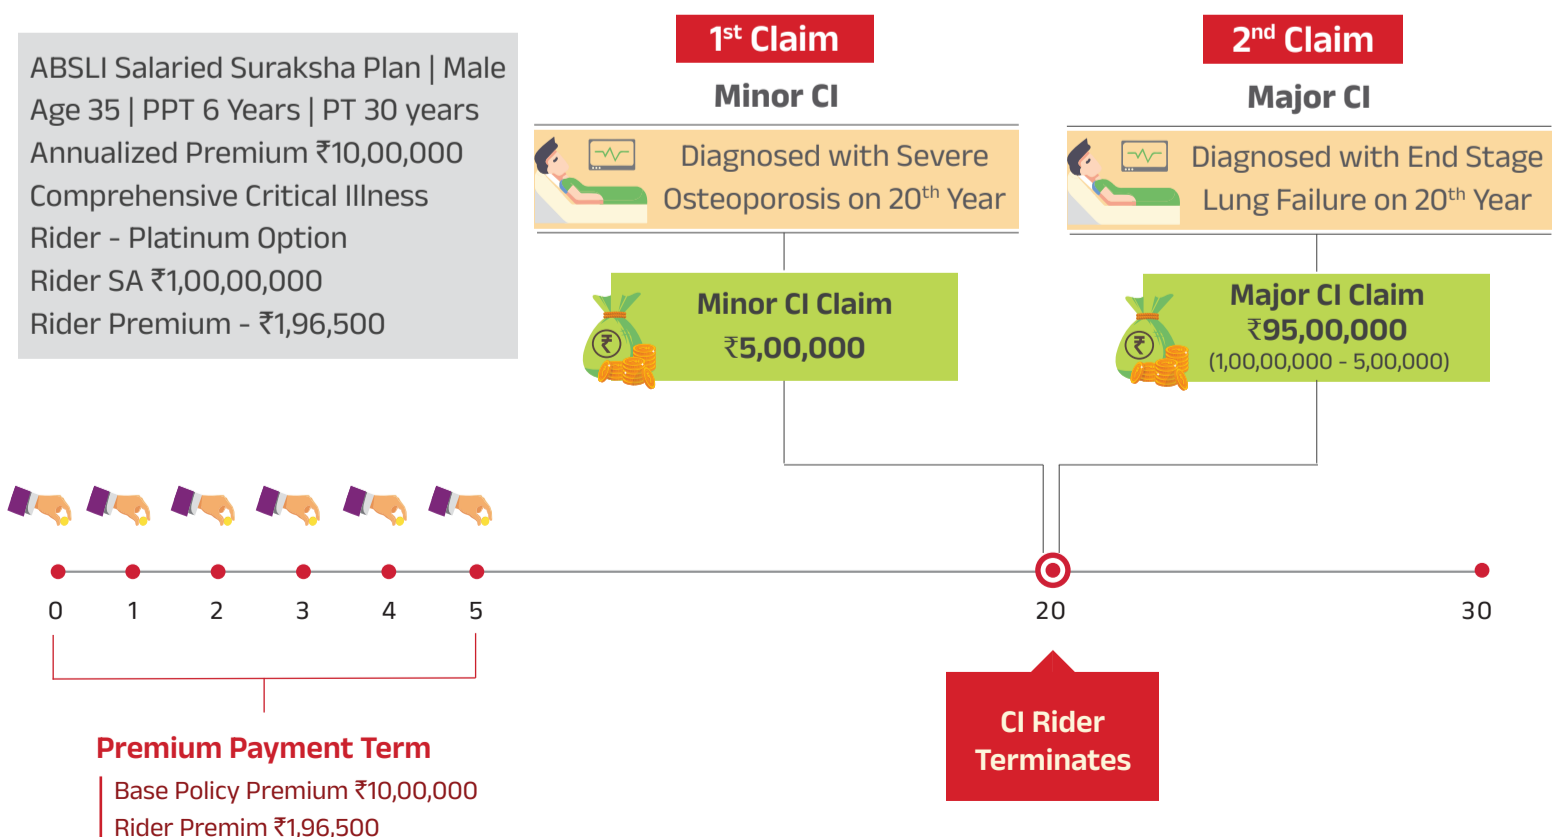 ABSLI Salaried Suraksha Plan | Male
Age 35 | PPT 6 Years | PT 30 years
Annualized Premium ₹10,00,000
Comprehensive Critical Illness
Rider - Platinum Option
Rider SA ₹1,00,00,000
Rider Premium - ₹1,96,500
1st Claim
Minor CI
Diagnosed with Severe
Osteoporosis on 20th Year
₹
Minor CI Claim
₹5,00,000
2nd Claim
Major CI
Diagnosed with End Stage
Lung Failure on 20th Year
₹
Major CI Claim
₹95,00,000
(1,00,00,000 - 5,00,000)
0 1 2 3 4 5 20 30
Premium Payment Term
Base Policy Premium ₹10,00,000
Rider Premim ₹1,96,500
CI Rider
Terminates